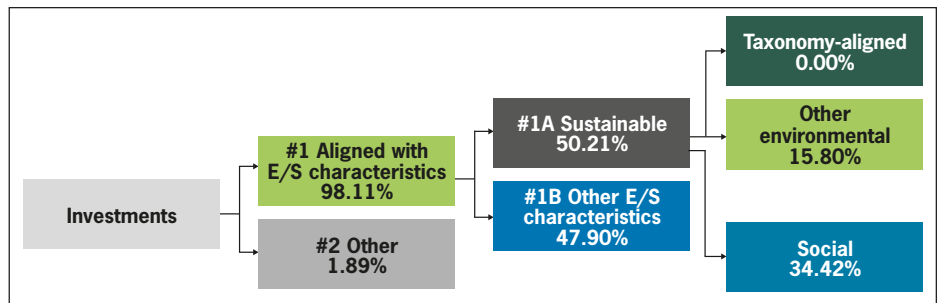 Investments
#1 Aligned with
E/S characteristics
98.11%
#2 Other
1.89%
#1A Sustainable
50.21%
#1B Other E/S
characteristics
47.90%
Taxonomy-aligned
0.00%
Other
environmental
15.80%
Social
34.42%